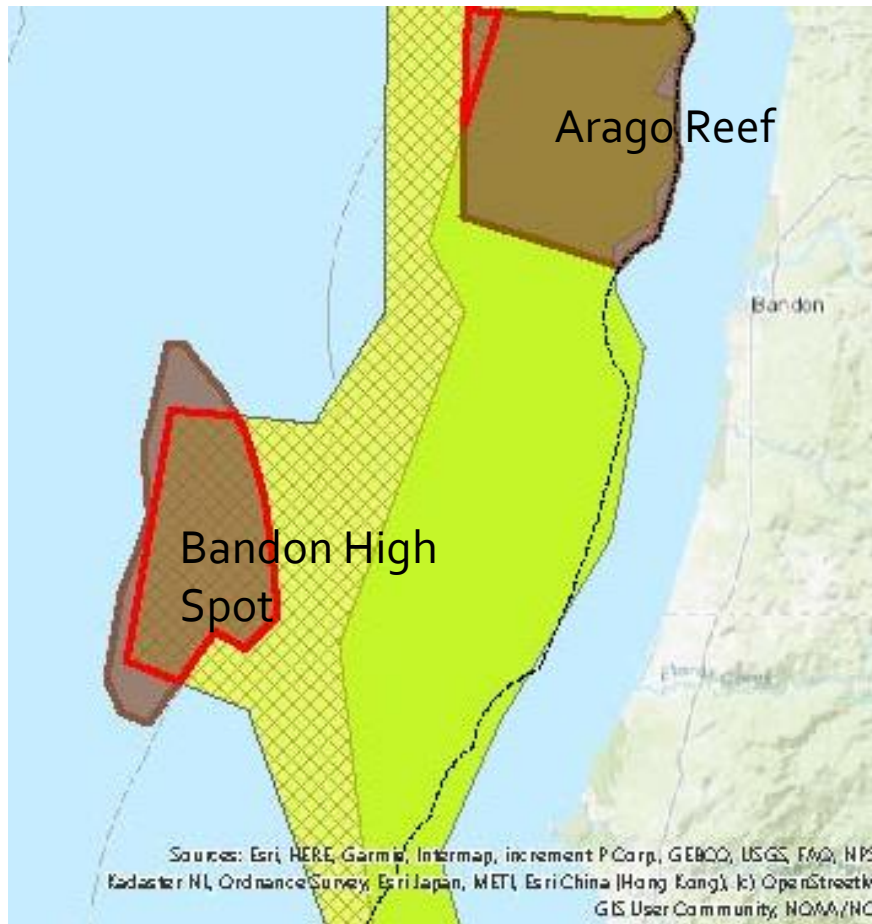 Arago Reef
Bandon
Bandon High
Spot
Sources: Esri, HERE, Garmin, Intermap, increment P Corp., GEBCO, USGS, FAO, NPS
Kadaster NL, Ordnance Survey, Esri Japan, METI, Esri China (Hong Kong), (c) OpenStreetM
GIS User Community, NOAA/NO